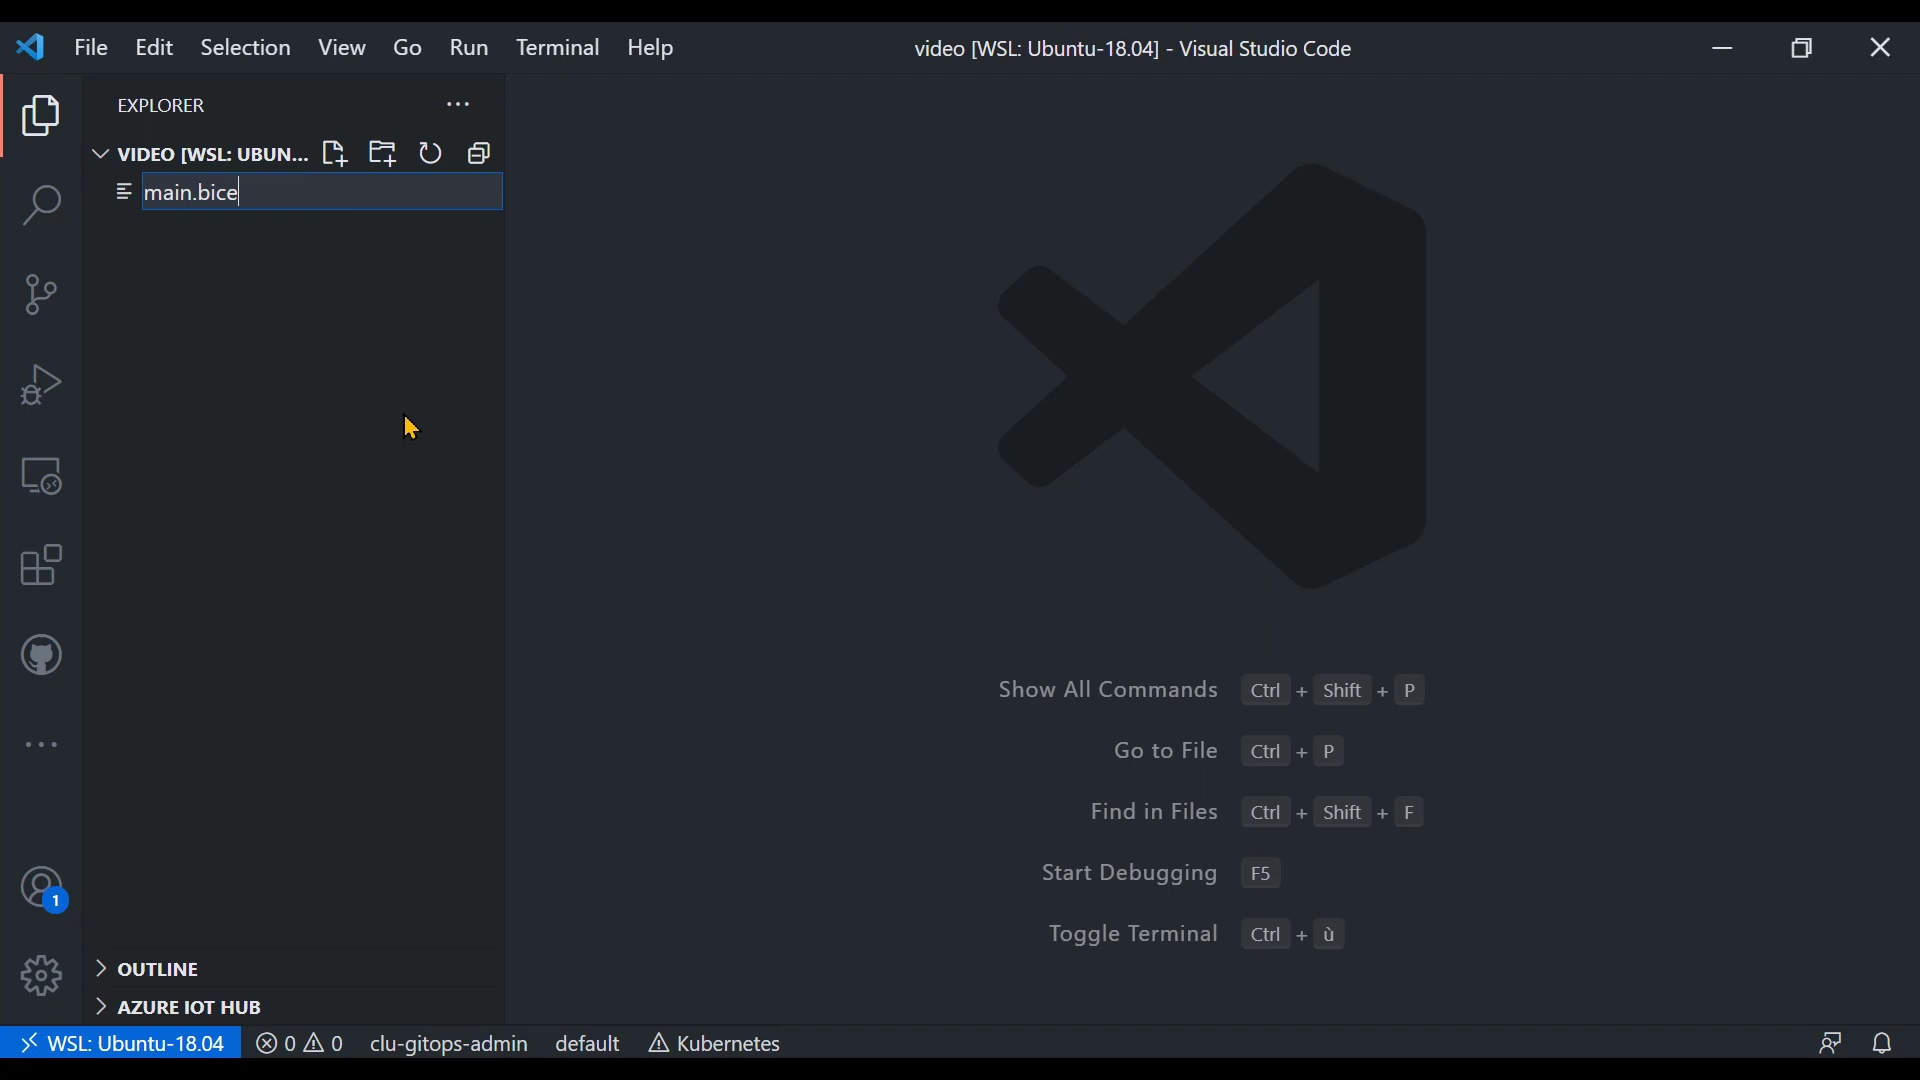 File Edit Selection View Go Run Terminal Help
video [WSL: Ubuntu-18.04] - Visual Studio Code
EXPLORER
VIDEO [WSL: UBUN...
main.bice
Show All Commands Ctrl + Shift + P
Go to File Ctrl + P
Find in Files Ctrl + Shift + F
Start Debugging F5
Toggle Terminal Ctrl + ù
1
OUTLINE
AZURE IOT HUB
WSL: Ubuntu-18.04 0 0 clu-gitops-admin default Kubernetes